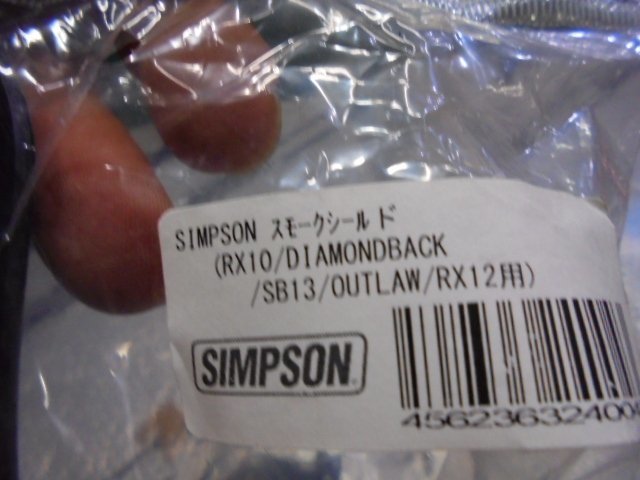 SIMPSON ｽﾓｰｸｼｰﾙﾄﾞ
(RX10/DIAMONDBACK
/SB13/OUTLAW/RX12用)
SIMPSON
456236324００